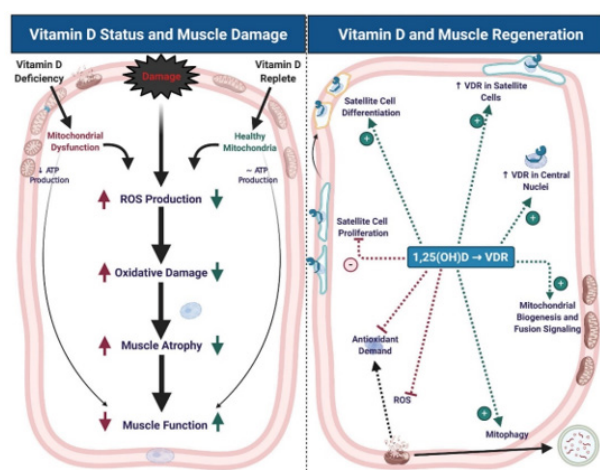 Vitamin D Status and Muscle Damage
Vitamin D
Deficiency
Damage
Vitamin D
Replete
Mitochondrial
Dysfunction
Healthy
Mitochondria
↓ ATP
Production
~ ATP
Production
ROS Production
Oxidative Damage
Muscle Atrophy
Muscle Function
Vitamin D and Muscle Regeneration
Satellite Cell
Differentiation
↑ VDR in Satellite
Cells
+
+
↑ VDR in Central
Nuclei
+
Satellite Cell
Proliferation
-
1,25(OH)D → VDR
+
Mitochondrial
Biogenesis and
Fusion Signaling
Antioxidant
Demand
ROS
+
Mitophagy